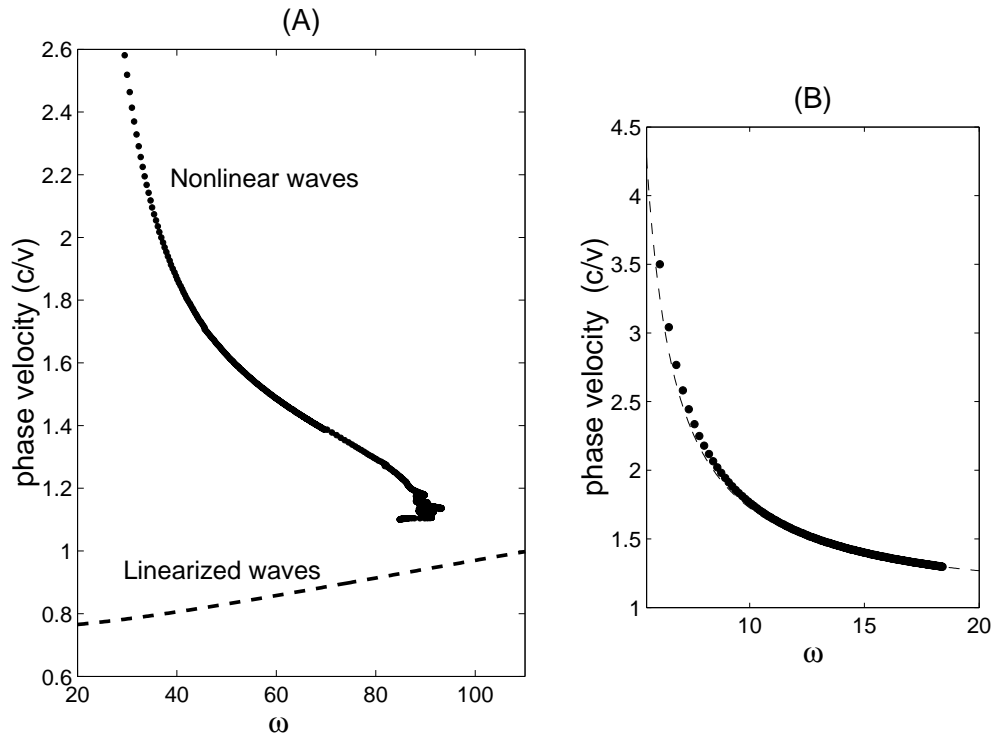 (A)
2.6
2.4
2.2
2
1.8
1.6
1.4
1.2
1
0.8
0.6
phase velocity (c/v)
Nonlinear waves
Linearized waves
20 40 60 80 100
ω
(B)
4.5
4
3.5
3
2.5
2
1.5
1
phase velocity (c/v)
10 15 20
ω